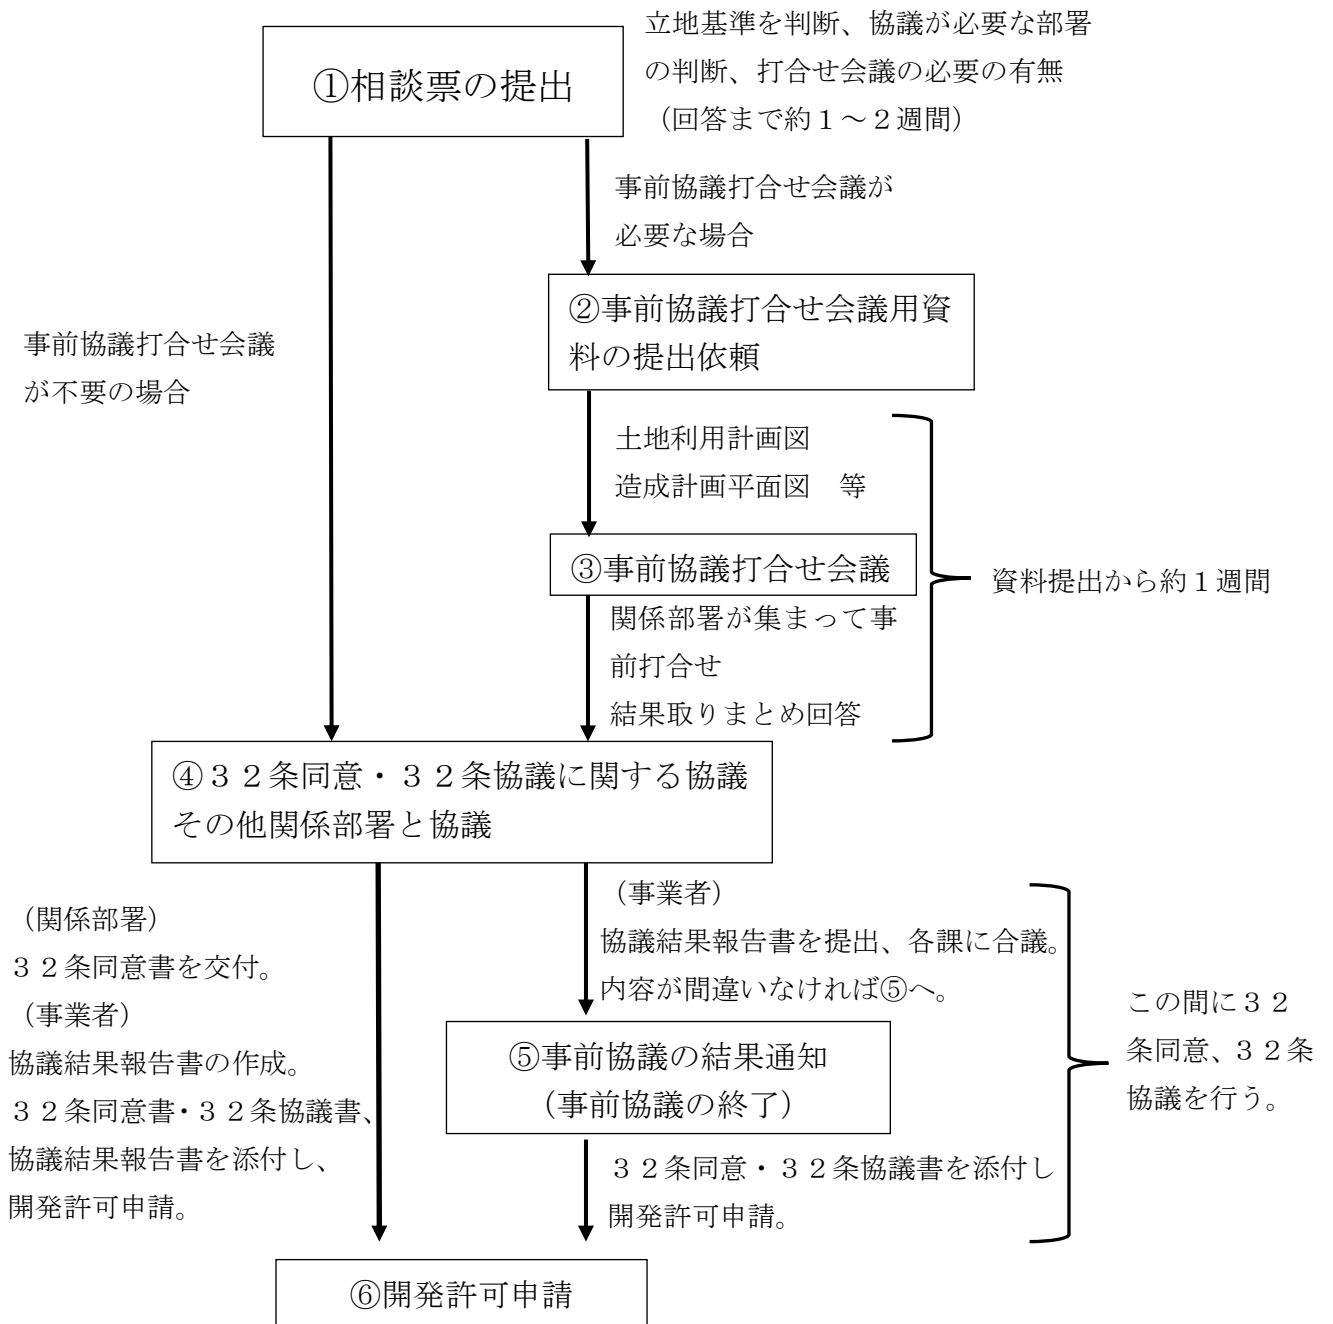 ①相談票の提出
立地基準を判断、協議が必要な部署
の判断、打合せ会議の必要の有無
（回答まで約１～２週間）
事前協議打合せ会議が
必要な場合
事前協議打合せ会議
が不要の場合
②事前協議打合せ会議用資
料の提出依頼
土地利用計画図
造成計画平面図　等
③事前協議打合せ会議
関係部署が集まって事
前打合せ
結果取りまとめ回答
資料提出から約１週間
④３２条同意・３２条協議に関する協議
その他関係部署と協議
（関係部署）
３２条同意書を交付。
（事業者）
協議結果報告書の作成。
３２条同意書・３２条協議書、
協議結果報告書を添付し、
開発許可申請。
（事業者）
協議結果報告書を提出、各課に合議。
内容が間違いなければ⑤へ。
⑤事前協議の結果通知
（事前協議の終了）
３２条同意・３２条協議書を添付し
開発許可申請。
この間に３２
条同意、３２条
協議を行う。
⑥開発許可申請